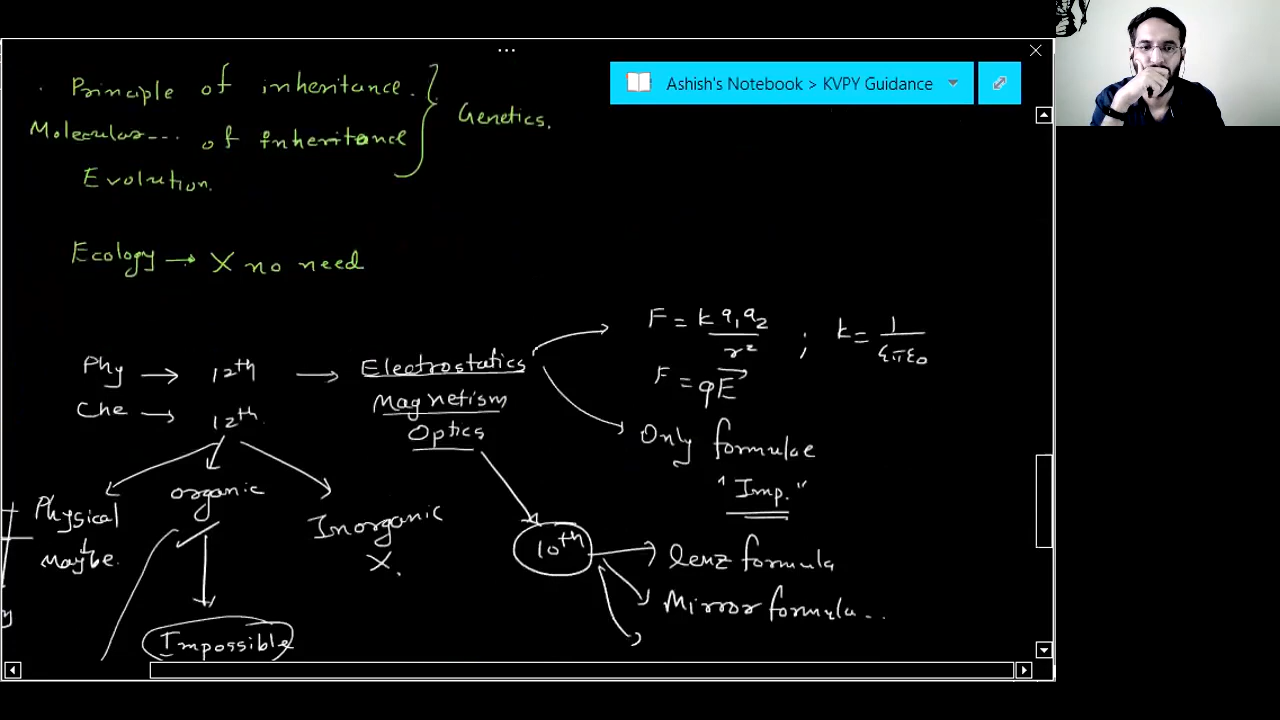 Ashish's Notebook > KVPY Guidance
. Principle of inheritance.
Molecular--.. of inheritance
Evolution.
Genetics.
Ecology → X no need
F = k q1q2 / r² ; k = 1 / 4πε0
F = qE
Phy → 12th → Electrostatics
Magnetism
Optics
Che → 12th.
Only formulae
"Imp."
Physical
maybe.
organic
Impossible
Inorganic
X.
10th
lenz formula
Mirror formula...